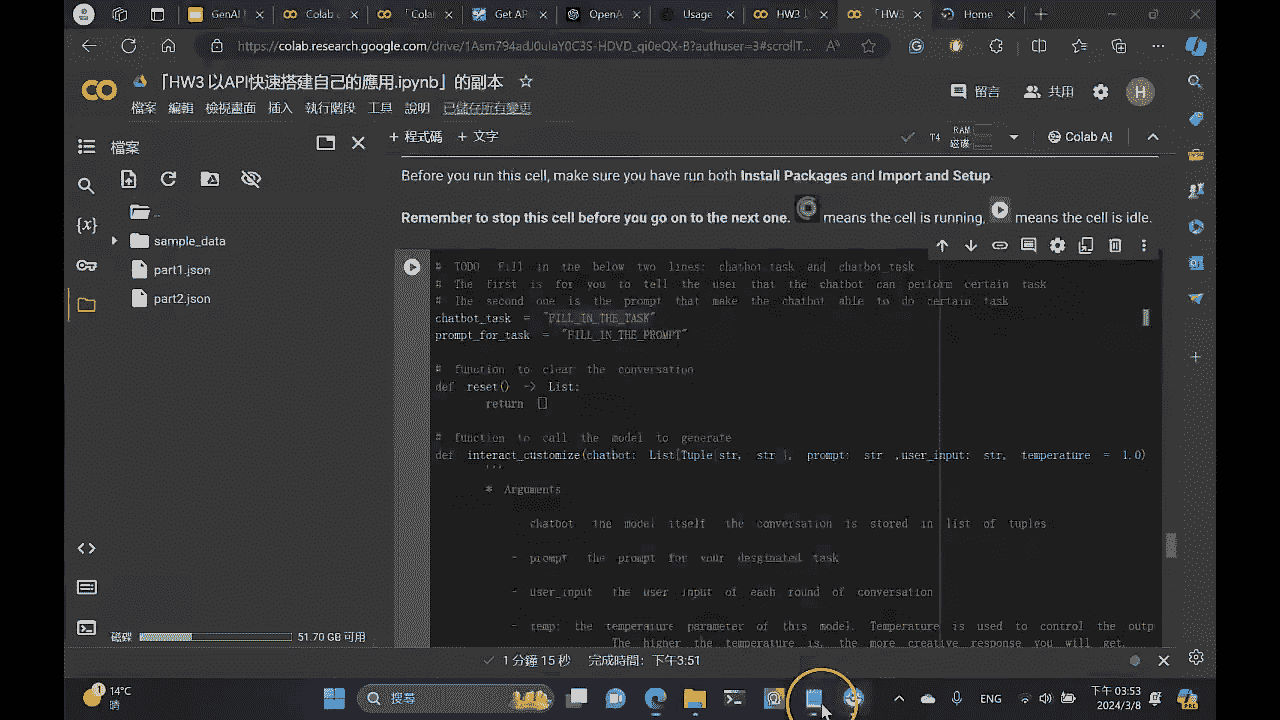 GenAI
Colab
「Colal
Get AP
OpenA
Usage
HW3
「HW3
Home
https://colab.research.google.com/drive/1Asm794adJ0ulaY0C3S-HDVD_qi0eQX-B?authuser=3#scrollT...
「HW3 以API快速搭建自己的應用.ipynb」的副本
檔案 編輯 檢視畫面 插入 執行階段 工具 說明 已儲存所有變更
留言 共用 H
檔案
+ 程式碼 + 文字
T4 RAM 磁碟 Colab AI
..
sample_data
part1.json
part2.json
Before you run this cell, make sure you have run both Install Packages and Import and Setup.
Remember to stop this cell before you go on to the next one. means the cell is running, means the cell is idle.
# TODO Fill in the below two lines: chatbot_task and chatbot_task
# The first is for you to tell the user that the chatbot can perform certain task
# The second one is the prompt that make the chatbot able to do certain task
chatbot_task = "FILL_IN_THE_TASK"
prompt_for_task = "FILL_IN_THE_PROMPT"
# function to clear the conversation
def reset() -> List:
return []
# function to call the model to generate
def interact_customize(chatbot: List[Tuple str, str ], prompt: str ,user_input: str, temperature = 1.0)
'''
* Arguments
chatbot the model itself the conversation is stored in list of tuples
- prompt the prompt for your desginated task
- user_input the user input of each round of conversation
- temp: the temperature parameter of this model. Temperature is used to control the outp
The higher the temperature is, the more creative response you will get.
磁碟 51.70 GB 可用
1 分鐘 15 秒 完成時間：下午3:51
1
14°C
晴
搜尋
ENG
下午 03:53
2024/3/8